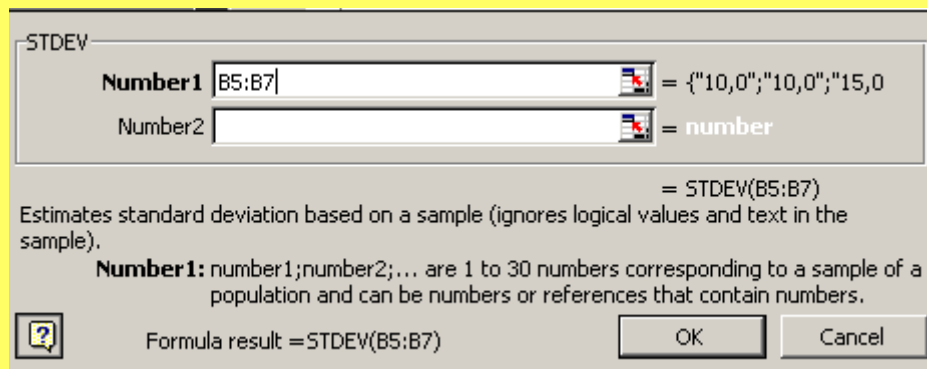 STDEV
Number1 B5:B7 = {"10,0";"10,0";"15,0
Number2 = number
= STDEV(B5:B7)
Estimates standard deviation based on a sample (ignores logical values and text in the
sample).
Number1: number1;number2;... are 1 to 30 numbers corresponding to a sample of a
population and can be numbers or references that contain numbers.
? Formula result =STDEV(B5:B7) OK Cancel